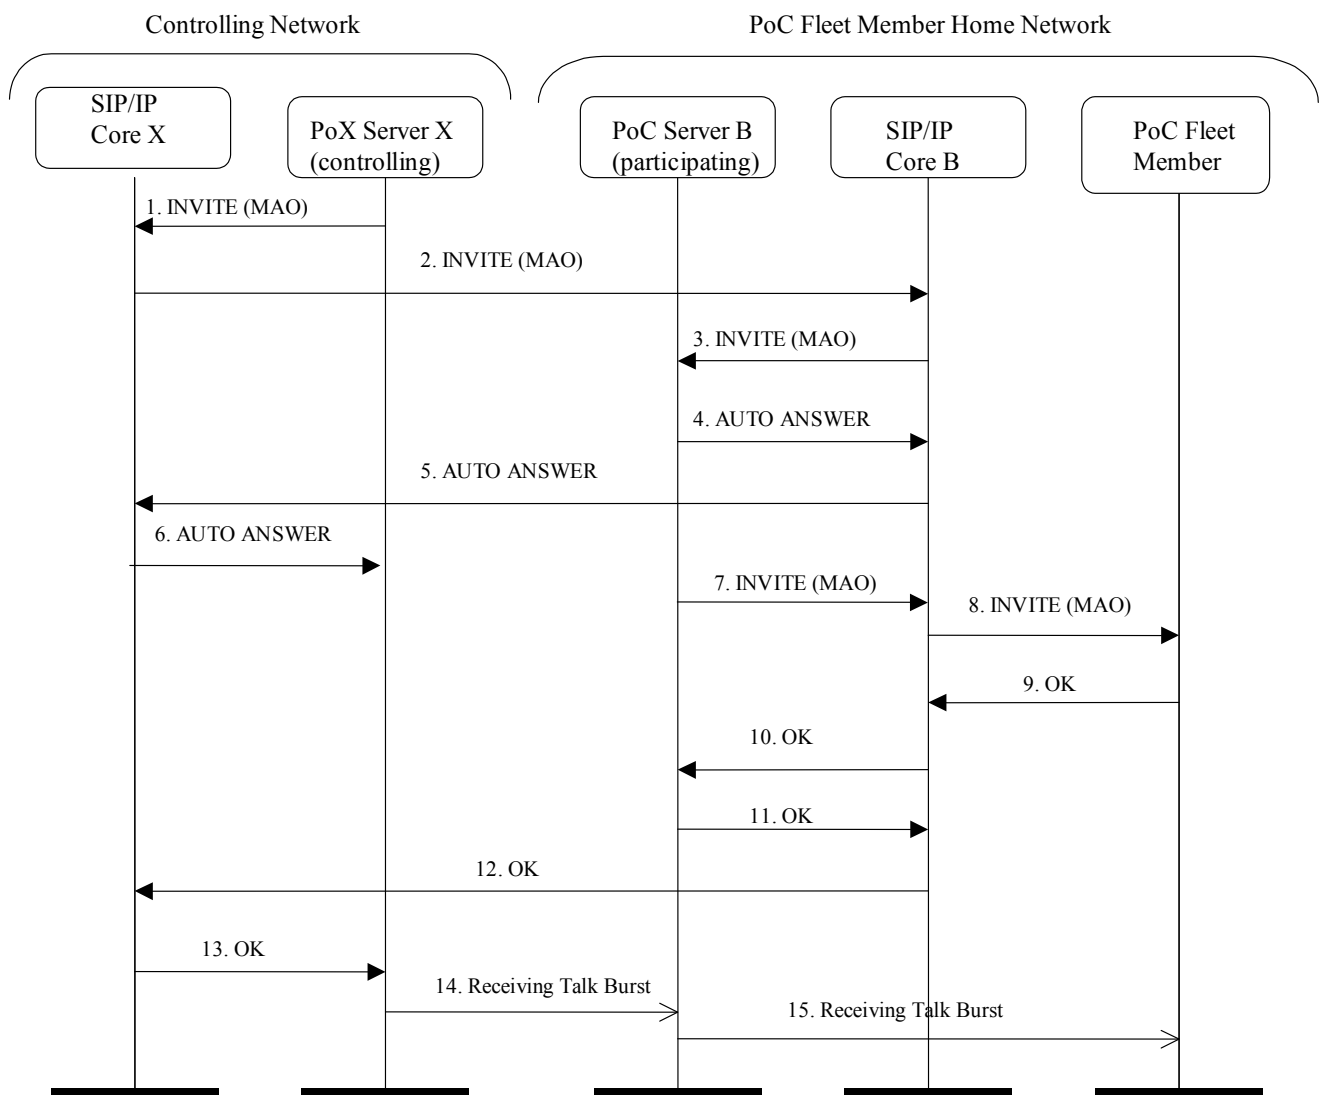 Controlling Network
PoC Fleet Member Home Network
SIP/IP
Core X
PoX Server X
(controlling)
PoC Server B
(participating)
SIP/IP
Core B
PoC Fleet
Member
1. INVITE (MAO)
2. INVITE (MAO)
3. INVITE (MAO)
4. AUTO ANSWER
5. AUTO ANSWER
6. AUTO ANSWER
7. INVITE (MAO)
8. INVITE (MAO)
9. OK
10. OK
11. OK
12. OK
13. OK
14. Receiving Talk Burst
15. Receiving Talk Burst